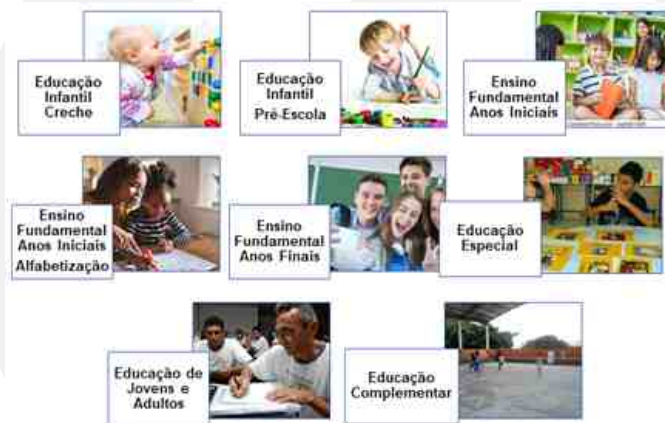 Educação
Infantil
Creche
Educação
Infantil
Pré-Escola
Ensino
Fundamental
Anos Iniciais
Ensino
Fundamental
Anos Iniciais
Alfabetização
Ensino
Fundamental
Anos Finais
Educação
Especial
Educação de
Jovens e
Adultos
Educação
Complementar